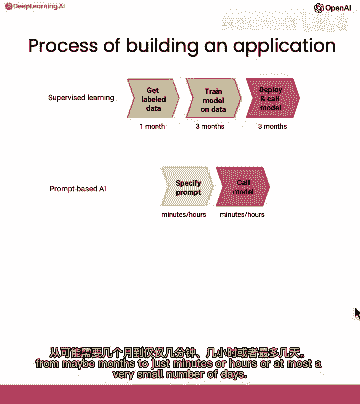 DeepLearning.AI
OpenAI
Process of building an application
Supervised learning
Get
labeled
data
Train
model
on data
Deploy
& call
model
1 month
3 months
3 months
Prompt-based AI
Specify
prompt
Call
model
minutes/hours
minutes/hours
从可能需要几个月到仅仅几分钟、几小时或者最多几天。
from maybe months to just minutes or hours or at most a
very small number of days.